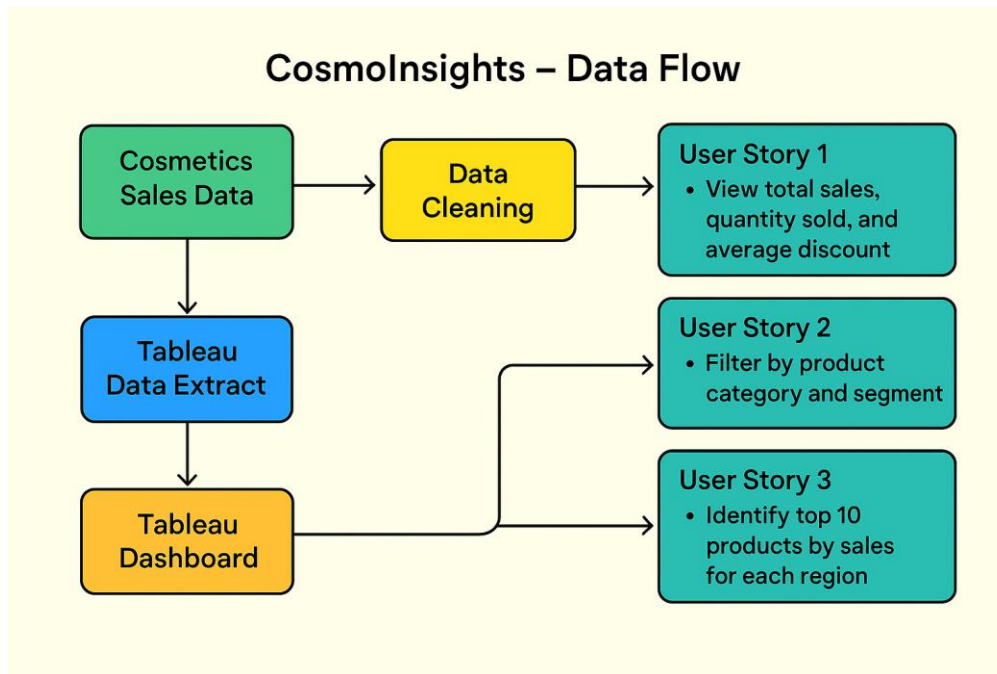 CosmoInsights – Data Flow
Cosmetics
Sales Data
Data
Cleaning
User Story 1
• View total sales,
quantity sold, and
average discount
Tableau
Data Extract
User Story 2
• Filter by product
category and segment
Tableau
Dashboard
User Story 3
• Identify top 10
products by sales
for each region